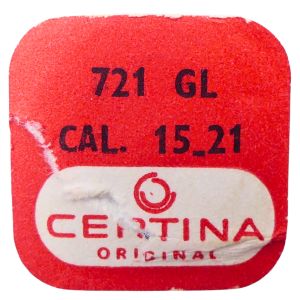 721 GL
CAL. 15_21
CERTINA
ORIGINAL